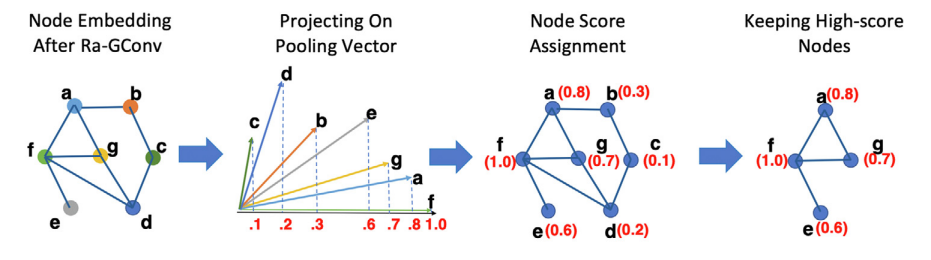 Node Embedding
After Ra-GConv
Projecting On
Pooling Vector
Node Score
Assignment
Keeping High-score
Nodes
a
b
f
g
c
e
d
d
c
b
e
g
a
f
.1 .2 .3 .6 .7 .8 1.0
a (0.8)
b (0.3)
f
(1.0)
g
(0.7)
c
(0.1)
e (0.6)
d (0.2)
a (0.8)
f
(1.0)
g
(0.7)
e (0.6)